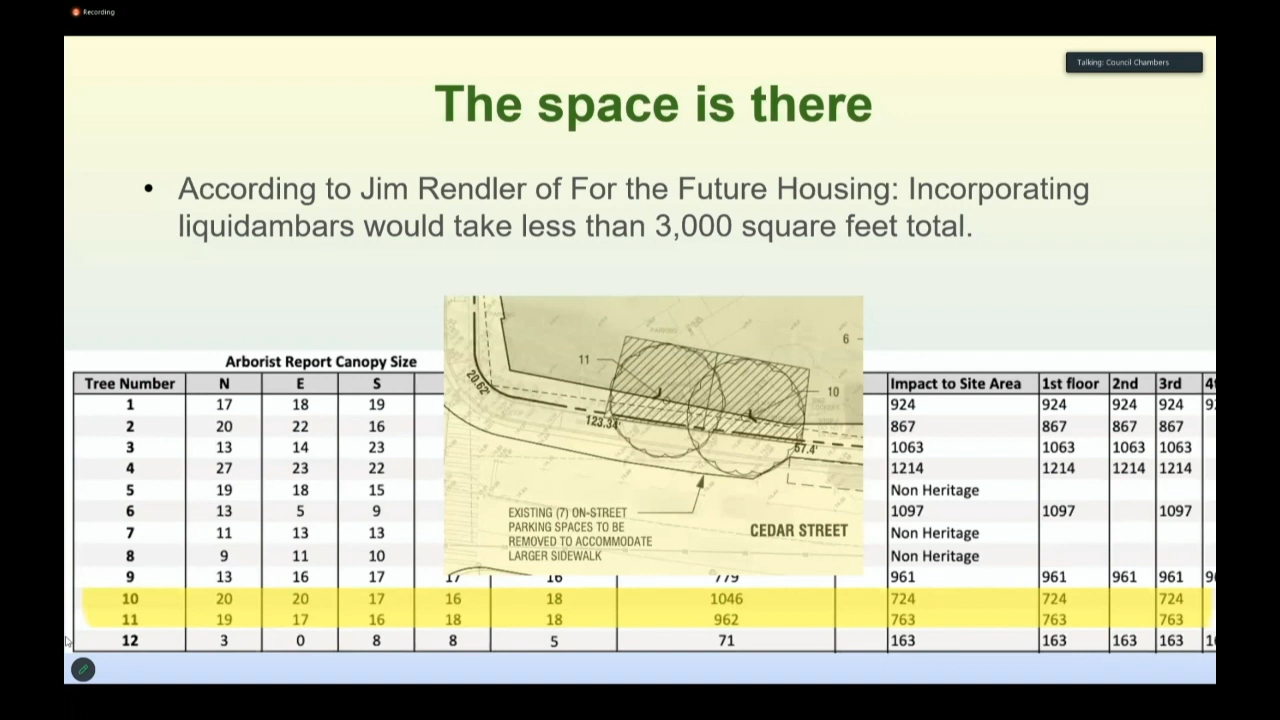 Recording
Talking: Council Chambers
The space is there
• According to Jim Rendler of For the Future Housing: Incorporating
liquidambars would take less than 3,000 square feet total.
Arborist Report Canopy Size
Tree Number N E S Impact to Site Area 1st floor 2nd 3rd
1 17 18 19 924 924 924 924
2 20 22 16 867 867 867 867
3 13 14 23 1063 1063 1063 1063
4 27 23 22 1214 1214 1214 1214
5 19 18 15 Non Heritage
6 13 5 9 1097 1097 1097
7 11 13 13 Non Heritage
8 9 11 10 Non Heritage
9 13 16 17 17 16 779 961 961 961 961
10 20 20 17 16 18 1046 724 724 724
11 19 17 16 18 18 962 763 763 763
12 3 0 8 8 5 71 163 163 163 163
6
11
10
20.62'
123.34'
57.4'
EXISTING (7) ON-STREET
PARKING SPACES TO BE
REMOVED TO ACCOMMODATE
LARGER SIDEWALK
CEDAR STREET